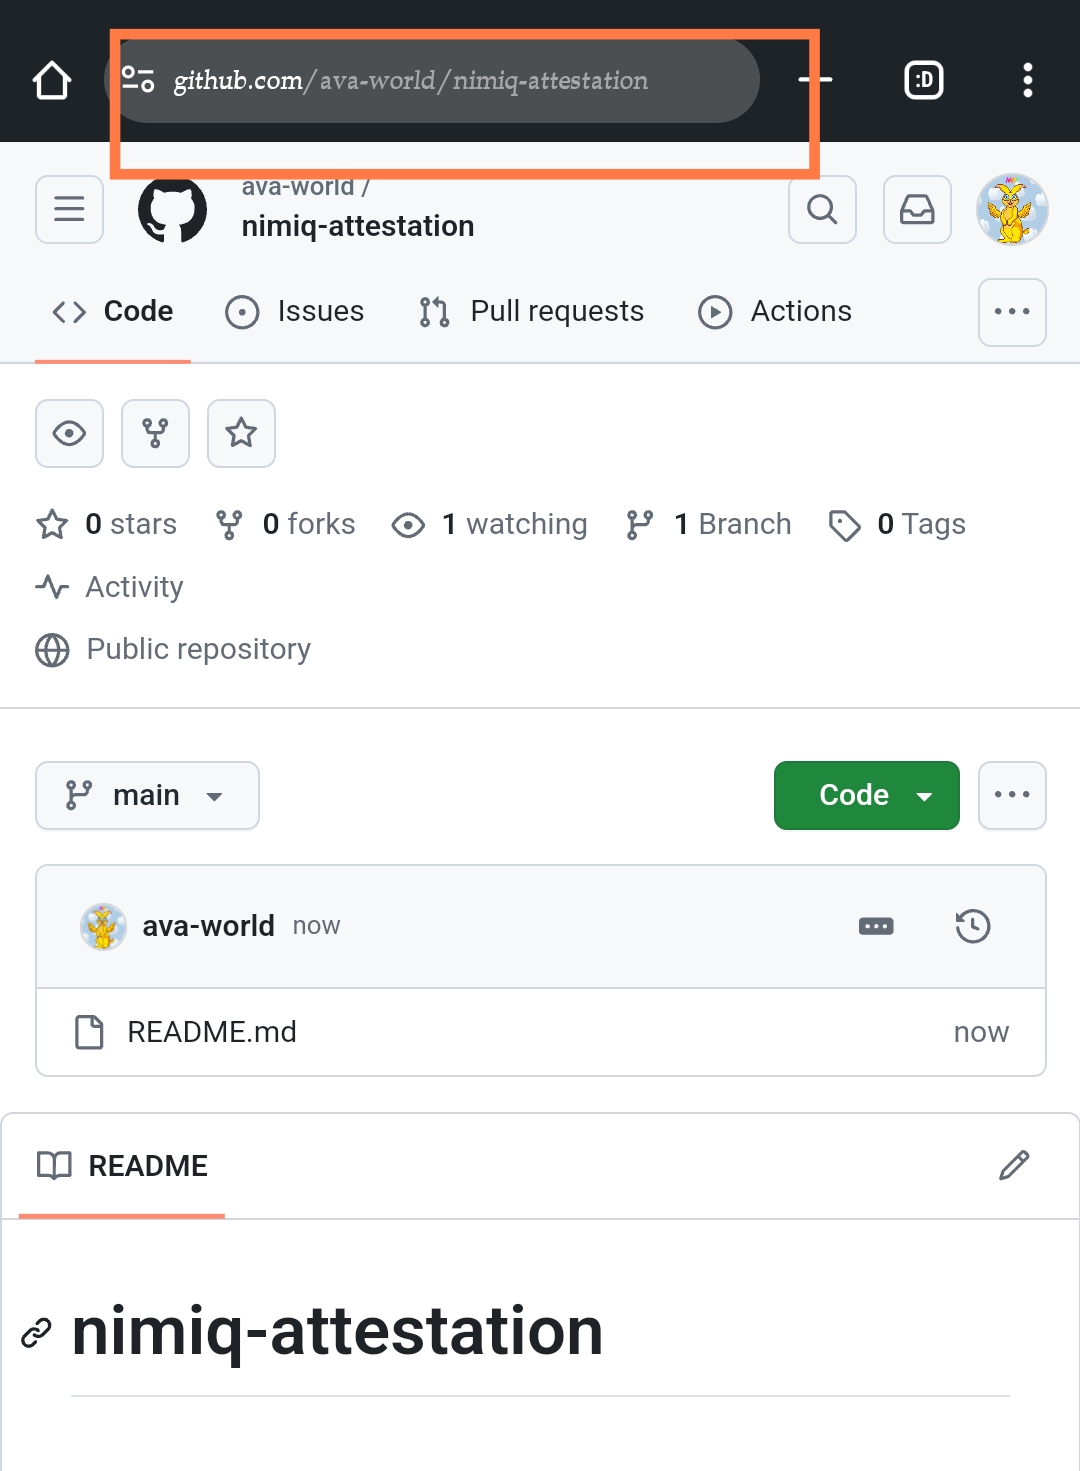 github.com/ava-world/nimiq-attestation
:D
ava-world /
nimiq-attestation
Code
Issues
Pull requests
Actions
0 stars
0 forks
1 watching
1 Branch
0 Tags
Activity
Public repository
main
Code
ava-world now
README.md
now
README
nimiq-attestation